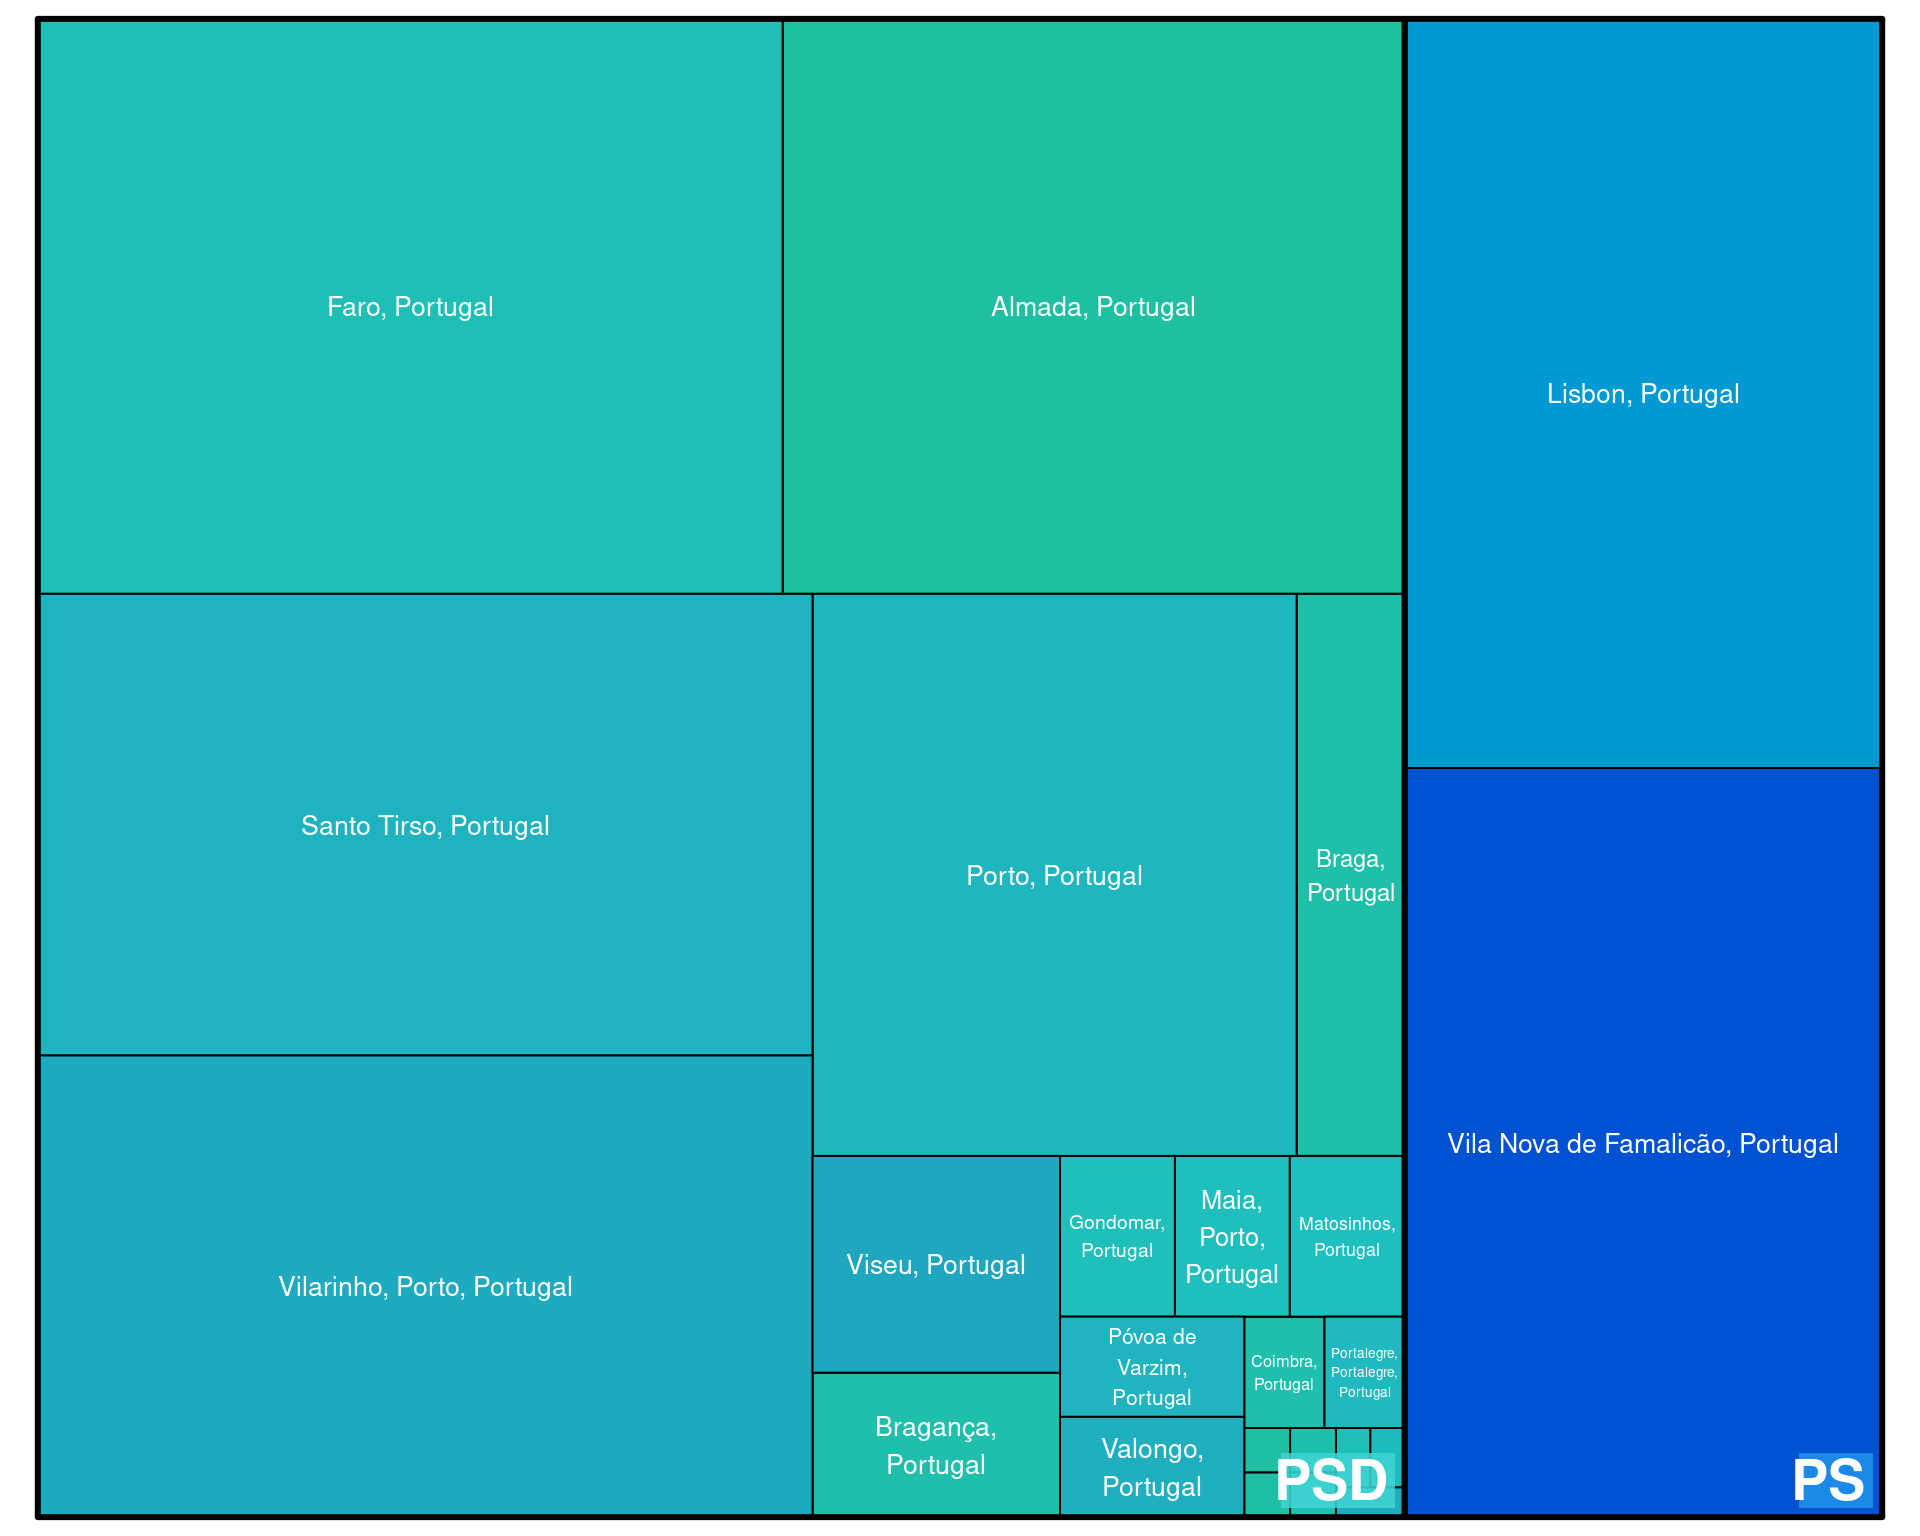 Faro, Portugal
Almada, Portugal
Lisbon, Portugal
Santo Tirso, Portugal
Porto, Portugal
Braga,
Portugal
Vila Nova de Famalicão, Portugal
Vilarinho, Porto, Portugal
Viseu, Portugal
Gondomar,
Portugal
Maia,
Porto,
Portugal
Matosinhos,
Portugal
Póvoa de
Varzim,
Portugal
Coimbra,
Portugal
Portalegre,
Portalegre,
Portugal
Bragança,
Portugal
Valongo,
Portugal
PSD
PS